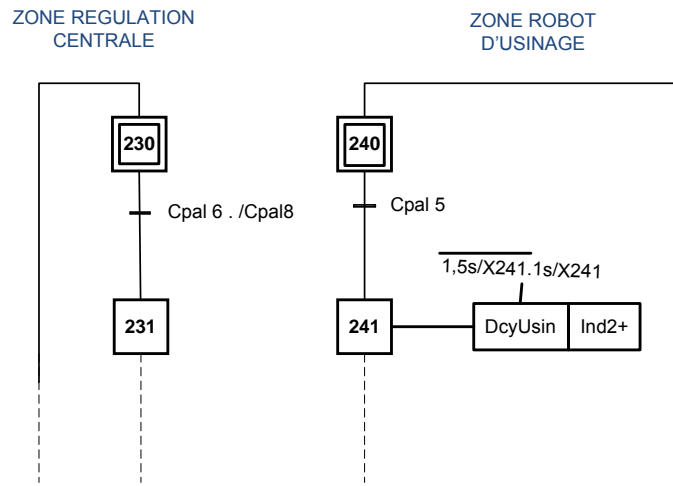 ZONE REGULATION
CENTRALE
ZONE ROBOT
D'USINAGE
230
240
Cpal 6 . /Cpal8
Cpal 5
1,5s/X241.1s/X241
231
241
DcyUsin
Ind2+